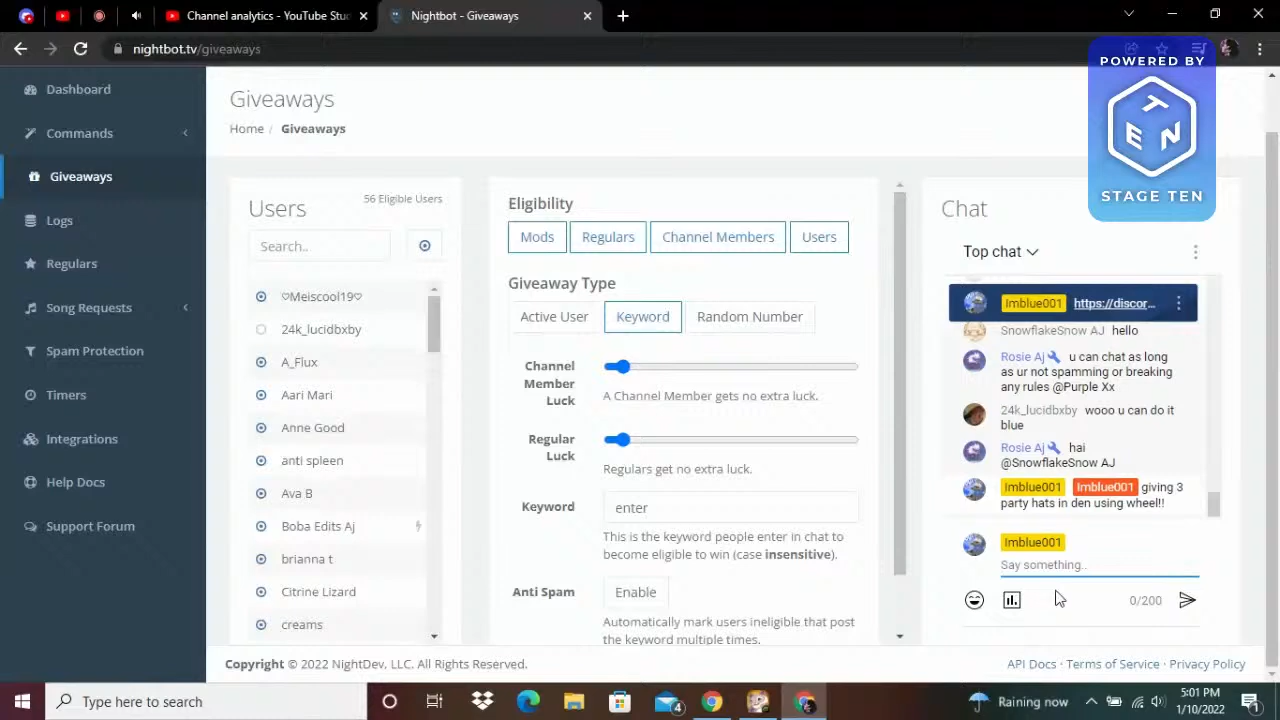 Channel analytics - YouTube Stu
Nightbot - Giveaways
nightbot.tv/giveaways
POWERED BY
TEN
STAGE TEN
Dashboard
Commands
Giveaways
Logs
Regulars
Song Requests
Spam Protection
Timers
Integrations
Help Docs
Support Forum
Giveaways
Home / Giveaways
Users
56 Eligible Users
Search..
♡Meiscool19♡
24k_lucidbxby
A_Flux
Aari Mari
Anne Good
anti spleen
Ava B
Boba Edits Aj
brianna t
Citrine Lizard
creams
Eligibility
Mods
Regulars
Channel Members
Users
Giveaway Type
Active User
Keyword
Random Number
Channel
Member
Luck
A Channel Member gets no extra luck.
Regular
Luck
Regulars get no extra luck.
Keyword
enter
This is the keyword people enter in chat to
become eligible to win (case insensitive).
Anti Spam
Enable
Automatically mark users ineligible that post
the keyword multiple times.
Chat
Top chat
Imblue001 https://discor...
SnowflakeSnow AJ hello
Rosie Aj u can chat as long
as ur not spamming or breaking
any rules @Purple Xx
24k_lucidbxby wooo u can do it
blue
Rosie Aj hai
@SnowflakeSnow AJ
Imblue001 Imblue001 giving 3
party hats in den using wheel!!
Imblue001
Say something..
0/200
Copyright © 2022 NightDev, LLC. All Rights Reserved.
API Docs - Terms of Service - Privacy Policy
Type here to search
4
Raining now
5:01 PM
1/10/2022
1